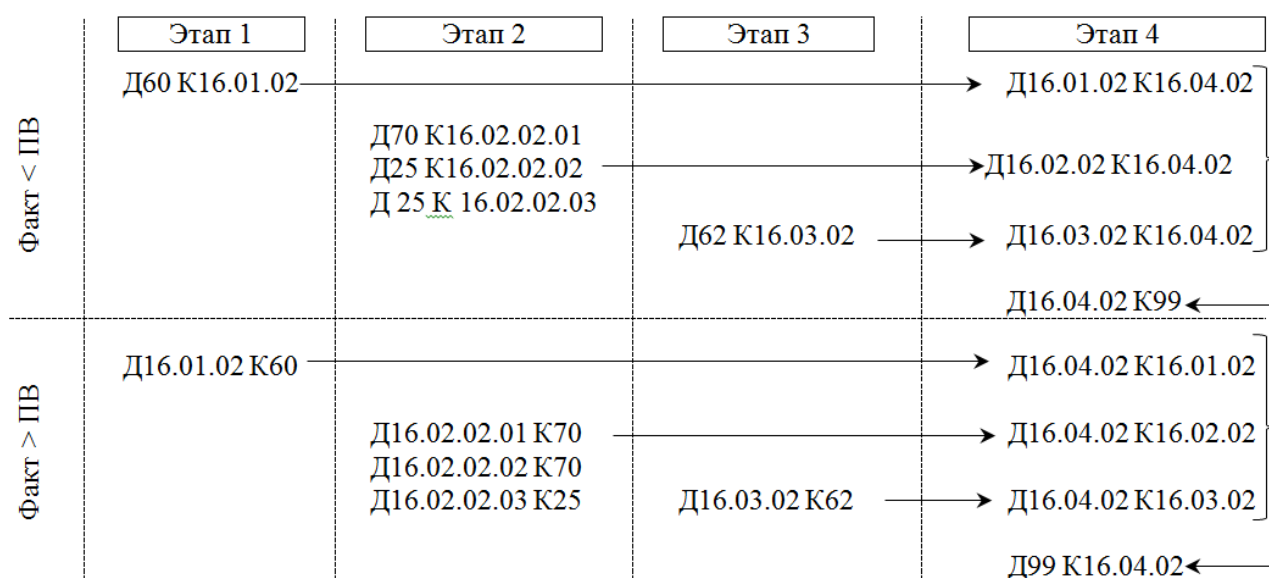 Этап 1
Этап 2
Этап 3
Этап 4
Факт < ПВ
Д60 К16.01.02
Д16.01.02 К16.04.02
Д70 К16.02.02.01
Д25 К16.02.02.02
Д 25 К 16.02.02.03
Д16.02.02 К16.04.02
Д62 К16.03.02
Д16.03.02 К16.04.02
Д16.04.02 К99
Факт > ПВ
Д16.01.02 К60
Д16.04.02 К16.01.02
Д16.02.02.01 К70
Д16.02.02.02 К70
Д16.02.02.03 К25
Д16.04.02 К16.02.02
Д16.03.02 К62
Д16.04.02 К16.03.02
Д99 К16.04.02